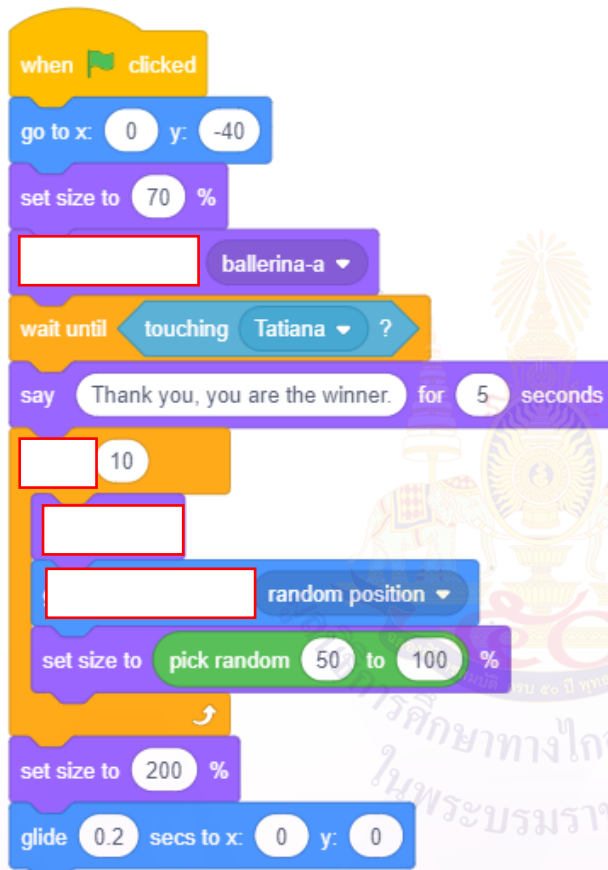 when clicked
go to x: 0 y: -40
set size to 70 %
ballerina-a
wait until touching Tatiana ?
say Thank you, you are the winner. for 5 seconds
10
random position
set size to pick random 50 to 100 %
set size to 200 %
glide 0.2 secs to x: 0 y: 0